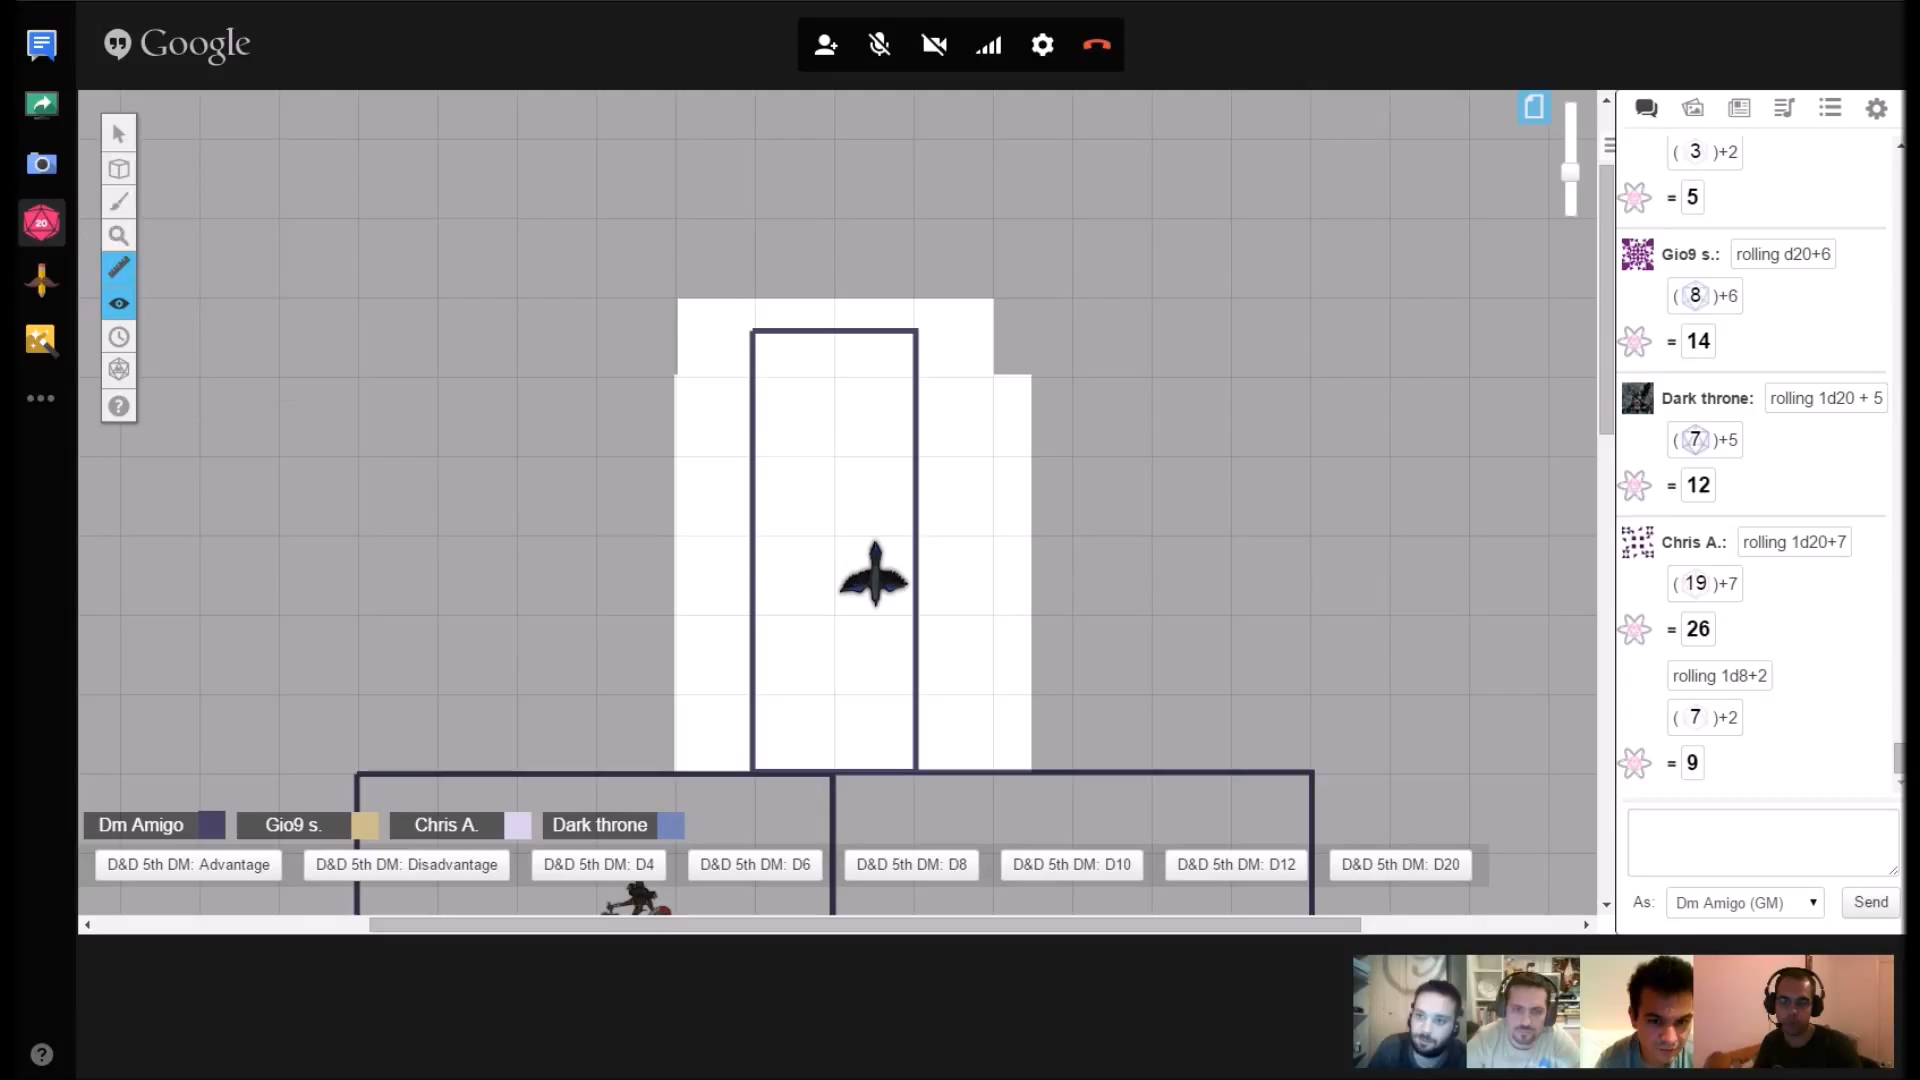 Google
( 3 )+2
= 5
Gio9 s.: rolling d20+6
( 8 )+6
= 14
Dark throne: rolling 1d20 + 5
( 7 )+5
= 12
Chris A.: rolling 1d20+7
( 19 )+7
= 26
rolling 1d8+2
( 7 )+2
= 9
20
?
Dm Amigo Gio9 s. Chris A. Dark throne
D&D 5th DM: Advantage D&D 5th DM: Disadvantage D&D 5th DM: D4 D&D 5th DM: D6 D&D 5th DM: D8 D&D 5th DM: D10 D&D 5th DM: D12 D&D 5th DM: D20
As: Dm Amigo (GM) Send
?